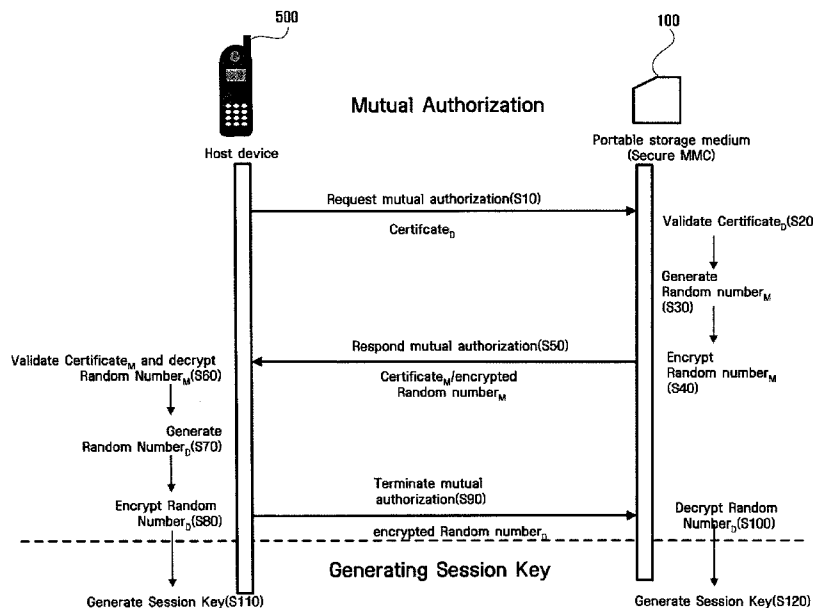 500
100
Mutual Authorization
Host device
Portable storage medium
(Secure MMC)
Request mutual authorization(S10)
Certifcate_D
Validate Certificate_D(S20
Generate
Random number_M
(S30)
Respond mutual authorization(S50)
Validate Certificate_M and decrypt
Random Number_M(S60)
Certificate_M/encrypted
Random number_M
Encrypt
Random number_M
(S40)
Generate
Random Number_D(S70)
Terminate mutual
authorization(S90)
Encrypt Random
Number_D(S80)
encrypted Random number_D
Decrypt Random
Number_D(S100)
Generating Session Key
Generate Session Key(S110)
Generate Session Key(S120)